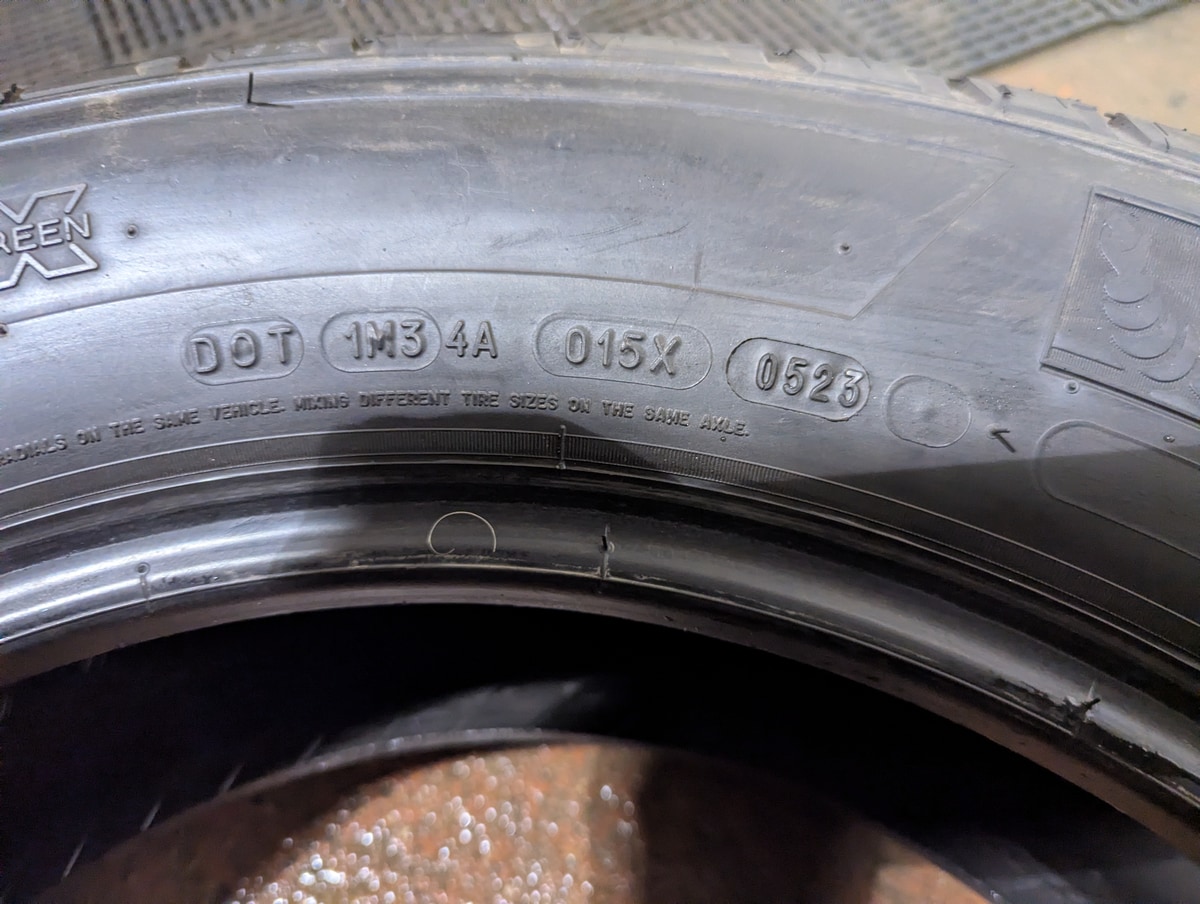 REEN
DOT 1M3 4A 015X 0523
RADIALS ON THE SAME VEHICLE. MIXING DIFFERENT TIRE SIZES ON THE SAME AXLE.